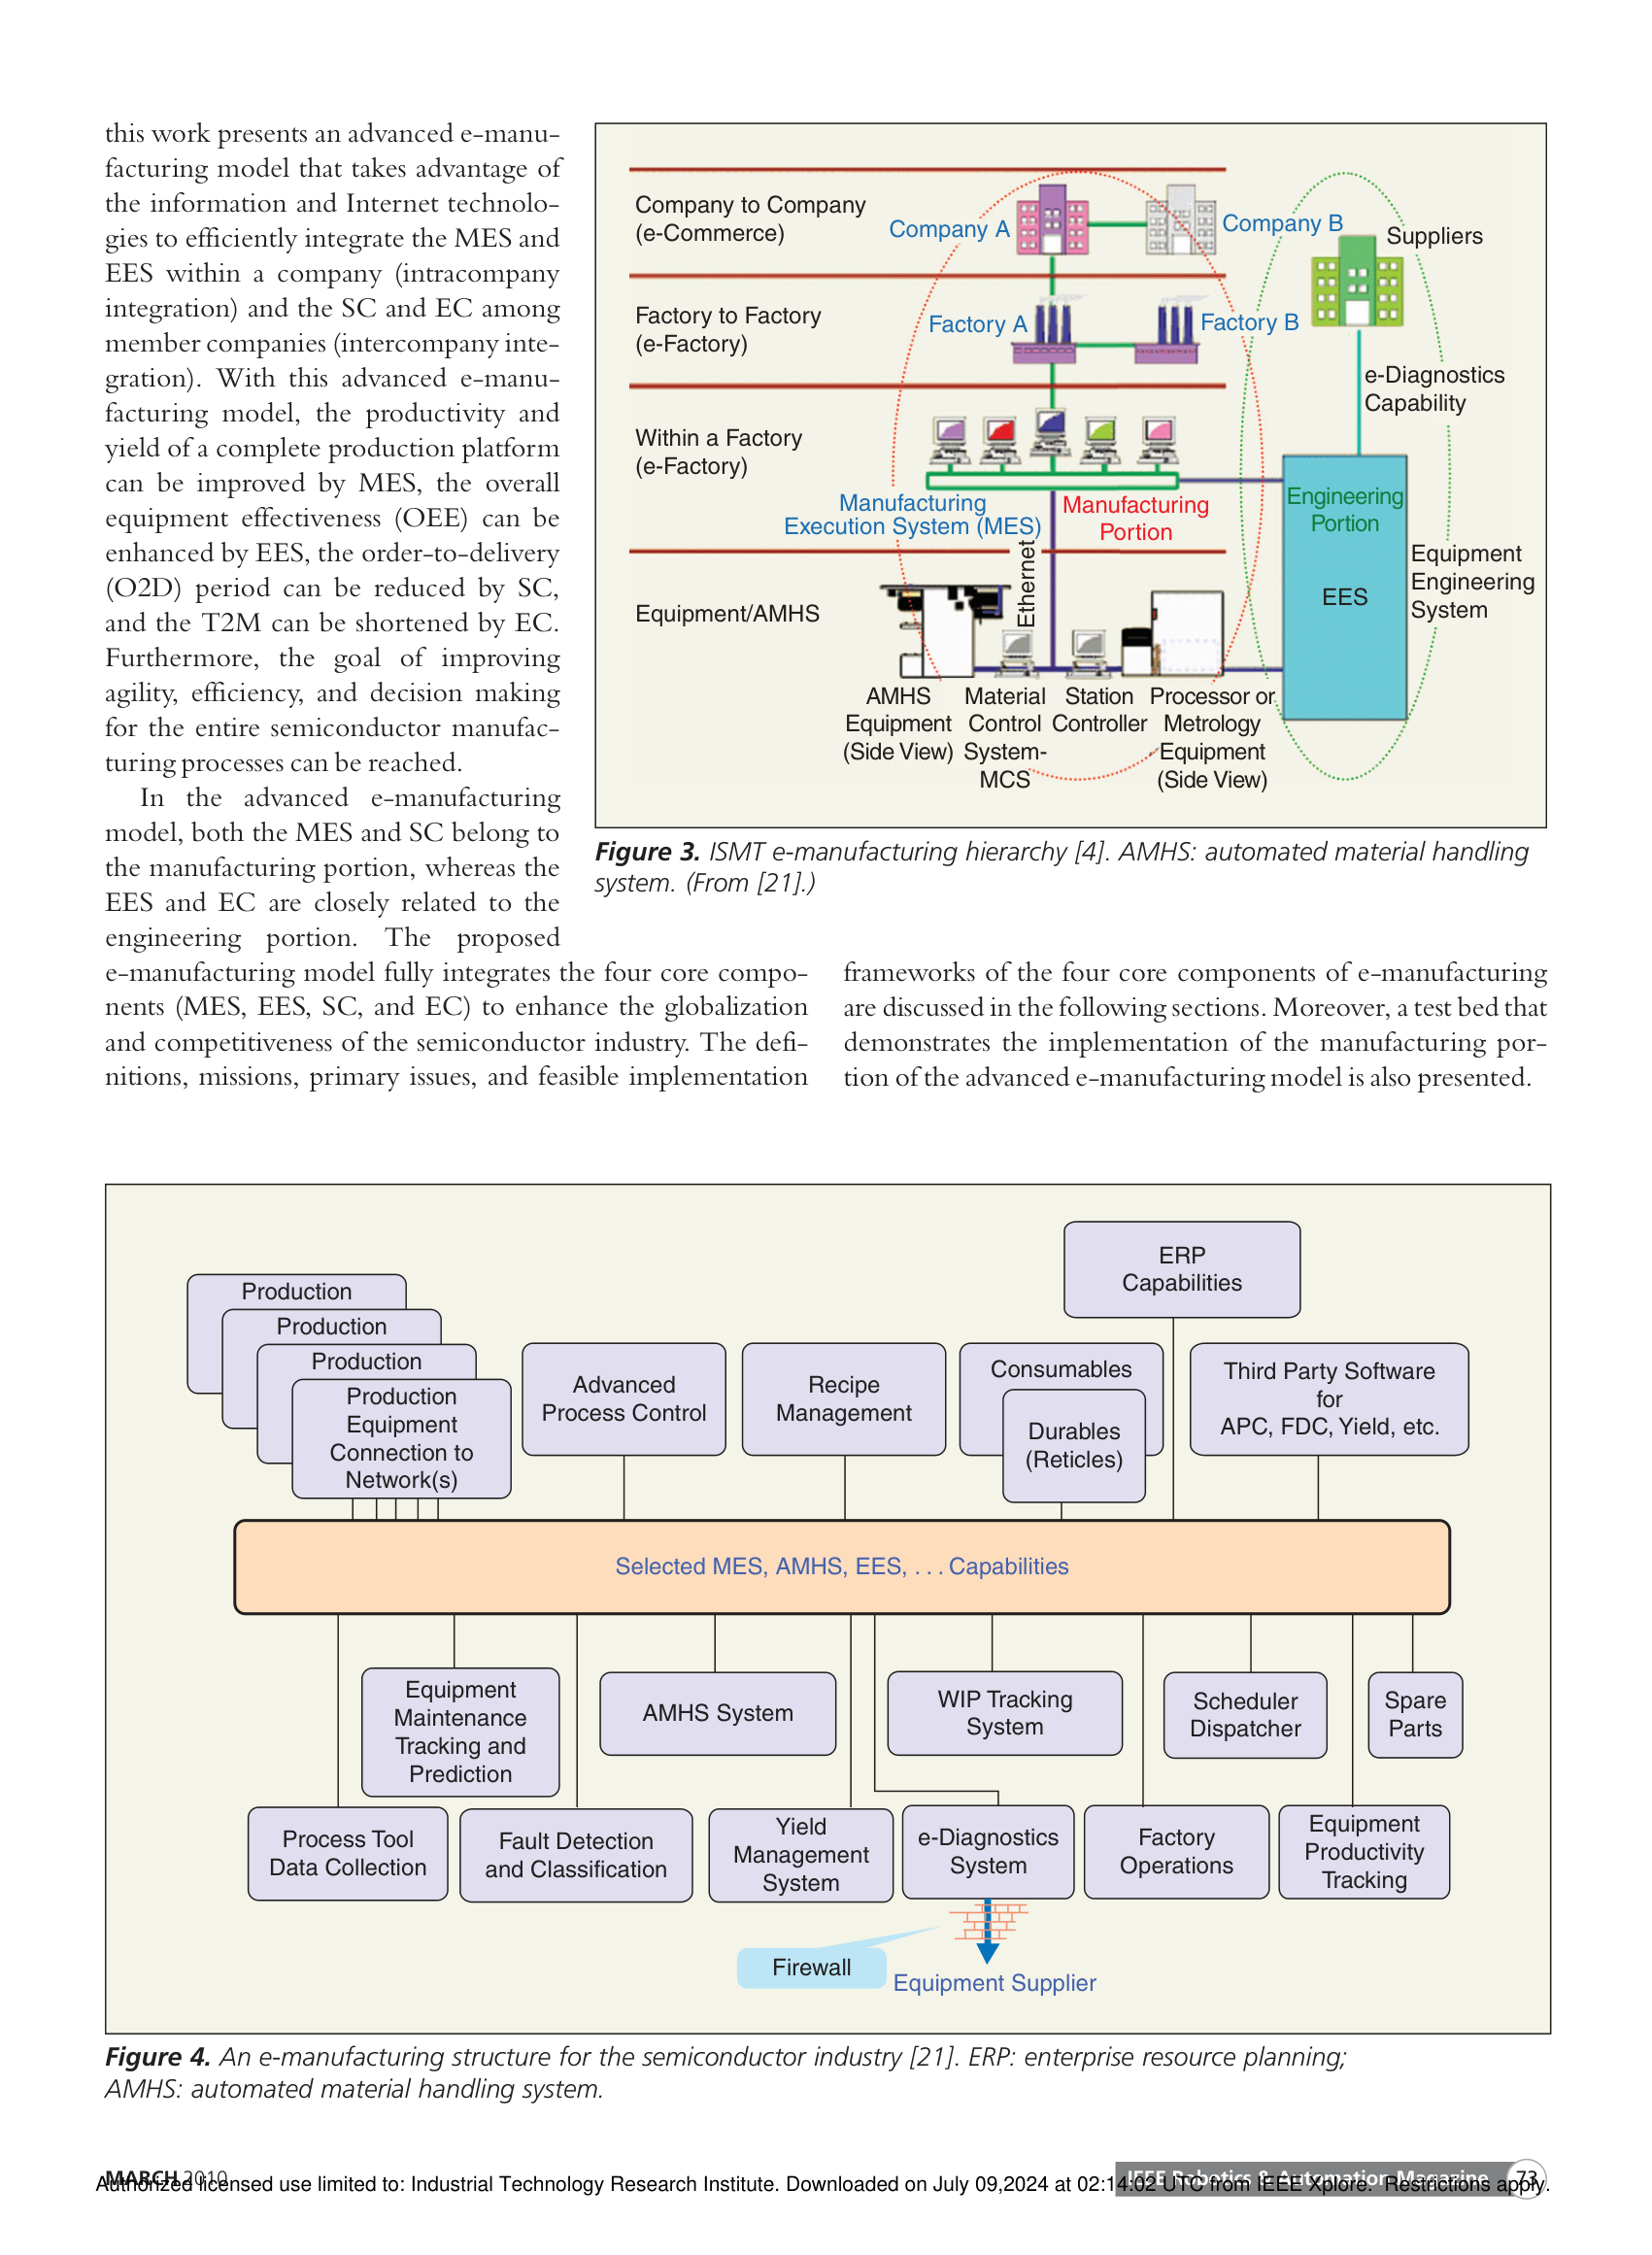 this work presents an advanced e-manu-
facturing model that takes advantage of
the information and Internet technolo-
gies to efficiently integrate the MES and
EES within a company (intracompany
integration) and the SC and EC among
member companies (intercompany inte-
gration). With this advanced e-manu-
facturing model, the productivity and
yield of a complete production platform
can be improved by MES, the overall
equipment effectiveness (OEE) can be
enhanced by EES, the order-to-delivery
(O2D) period can be reduced by SC,
and the T2M can be shortened by EC.
Furthermore, the goal of improving
agility, efficiency, and decision making
for the entire semiconductor manufac-
turing processes can be reached.
In the advanced e-manufacturing
model, both the MES and SC belong to
the manufacturing portion, whereas the
EES and EC are closely related to the
engineering portion. The proposed
e-manufacturing model fully integrates the four core compo-
nents (MES, EES, SC, and EC) to enhance the globalization
and competitiveness of the semiconductor industry. The defi-
nitions, missions, primary issues, and feasible implementation
Company to Company
(e-Commerce)
Company A
Company B
Suppliers
Factory to Factory
(e-Factory)
Factory A
Factory B
e-Diagnostics
Capability
Within a Factory
(e-Factory)
Manufacturing
Execution System (MES)
Manufacturing
Portion
Engineering
Portion
EES
Equipment
Engineering
System
Ethernet
Equipment/AMHS
AMHS
Equipment
(Side View)
Material
Control
System-
MCS
Station
Controller
Processor or
Metrology
Equipment
(Side View)
Figure 3. ISMT e-manufacturing hierarchy [4]. AMHS: automated material handling
system. (From [21].)
frameworks of the four core components of e-manufacturing
are discussed in the following sections. Moreover, a test bed that
demonstrates the implementation of the manufacturing por-
tion of the advanced e-manufacturing model is also presented.
ERP
Capabilities
Production
Production
Production
Production
Equipment
Connection to
Network(s)
Advanced
Process Control
Recipe
Management
Consumables
Durables
(Reticles)
Third Party Software
for
APC, FDC, Yield, etc.
Selected MES, AMHS, EES, . . . Capabilities
Equipment
Maintenance
Tracking and
Prediction
AMHS System
WIP Tracking
System
Scheduler
Dispatcher
Spare
Parts
Process Tool
Data Collection
Fault Detection
and Classification
Yield
Management
System
e-Diagnostics
System
Factory
Operations
Equipment
Productivity
Tracking
Firewall
Equipment Supplier
Figure 4. An e-manufacturing structure for the semiconductor industry [21]. ERP: enterprise resource planning;
AMHS: automated material handling system.
MARCH 2010
IEEE Robotics & Automation Magazine 73
Authorized licensed use limited to: Industrial Technology Research Institute. Downloaded on July 09,2024 at 02:14:02 UTC from IEEE Xplore. Restrictions apply.